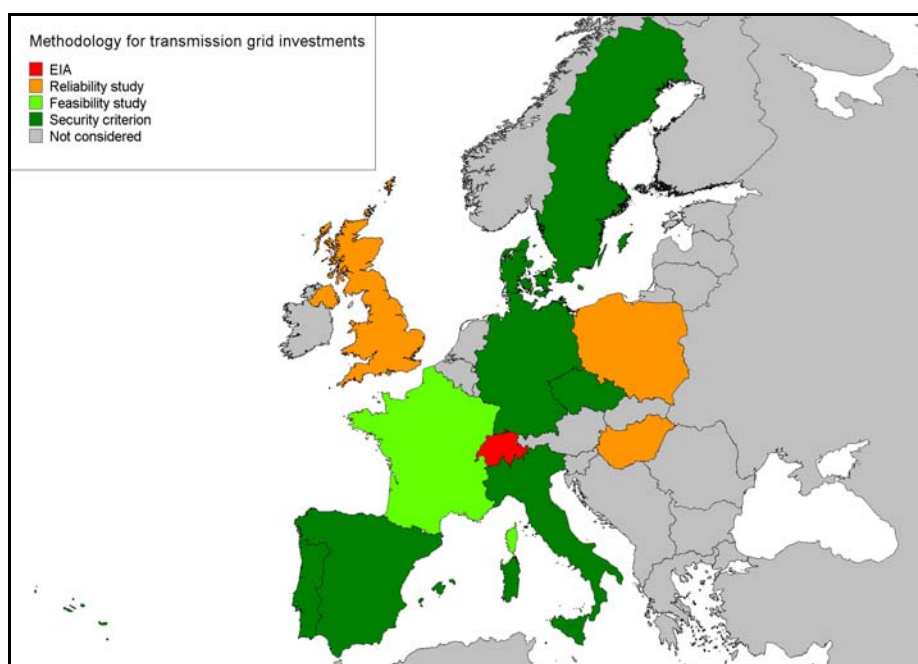 Methodology for transmission grid investments
EIA
Reliability study
Feasibility study
Security criterion
Not considered